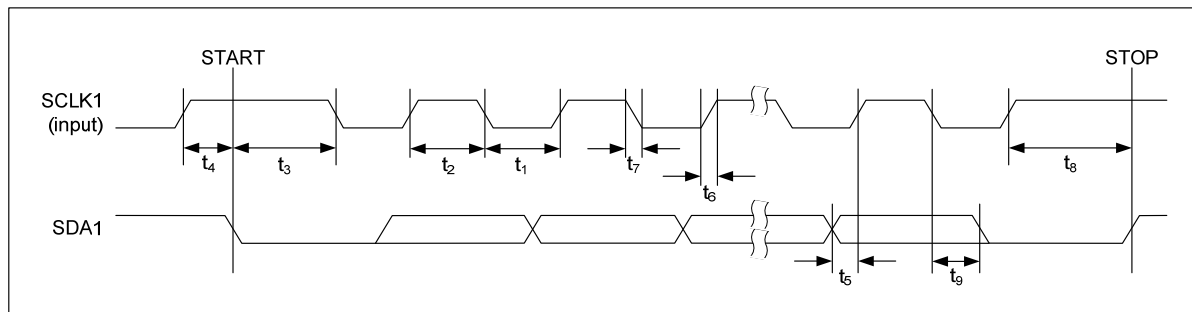 START
STOP
SCLK1
(input)
t4
t3
t2
t1
t7
t6
t8
SDA1
t5
t9